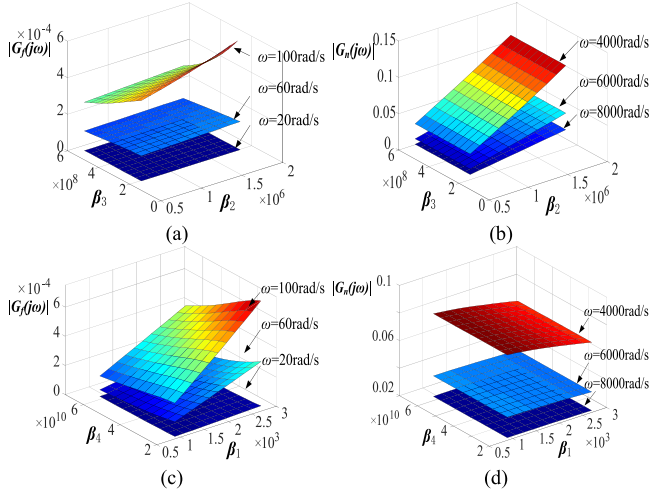 ×10⁻⁴
|G_f(jω)|
6
4
2
0
ω=100rad/s
ω=60rad/s
ω=20rad/s
6
4
2
0
×10⁸
β₃
0.5
1
1.5
2
×10⁶
β₂
(a)
|G_n(jω)|
0.15
0.1
0.05
0
ω=4000rad/s
ω=6000rad/s
ω=8000rad/s
6
4
2
0
×10⁸
β₃
0.5
1
1.5
2
×10⁶
β₂
(b)
×10⁻⁴
|G_f(jω)|
6
4
2
0
ω=100rad/s
ω=60rad/s
ω=20rad/s
6
4
2
×10¹⁰
β₄
0.5
1
1.5
2
2.5
3
×10³
β₁
(c)
|G_n(jω)|
0.1
0.06
0.02
ω=4000rad/s
ω=6000rad/s
ω=8000rad/s
6
4
2
×10¹⁰
β₄
0.5
1
1.5
2
2.5
3
×10³
β₁
(d)